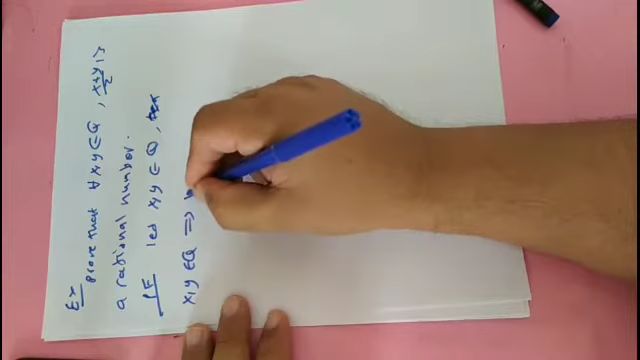 Ex
prove that ∀ x,y ∈ Q , x+y/2 is
a rational number.
Pf let x,y ∈ Q ,
x,y ∈ Q ⇒